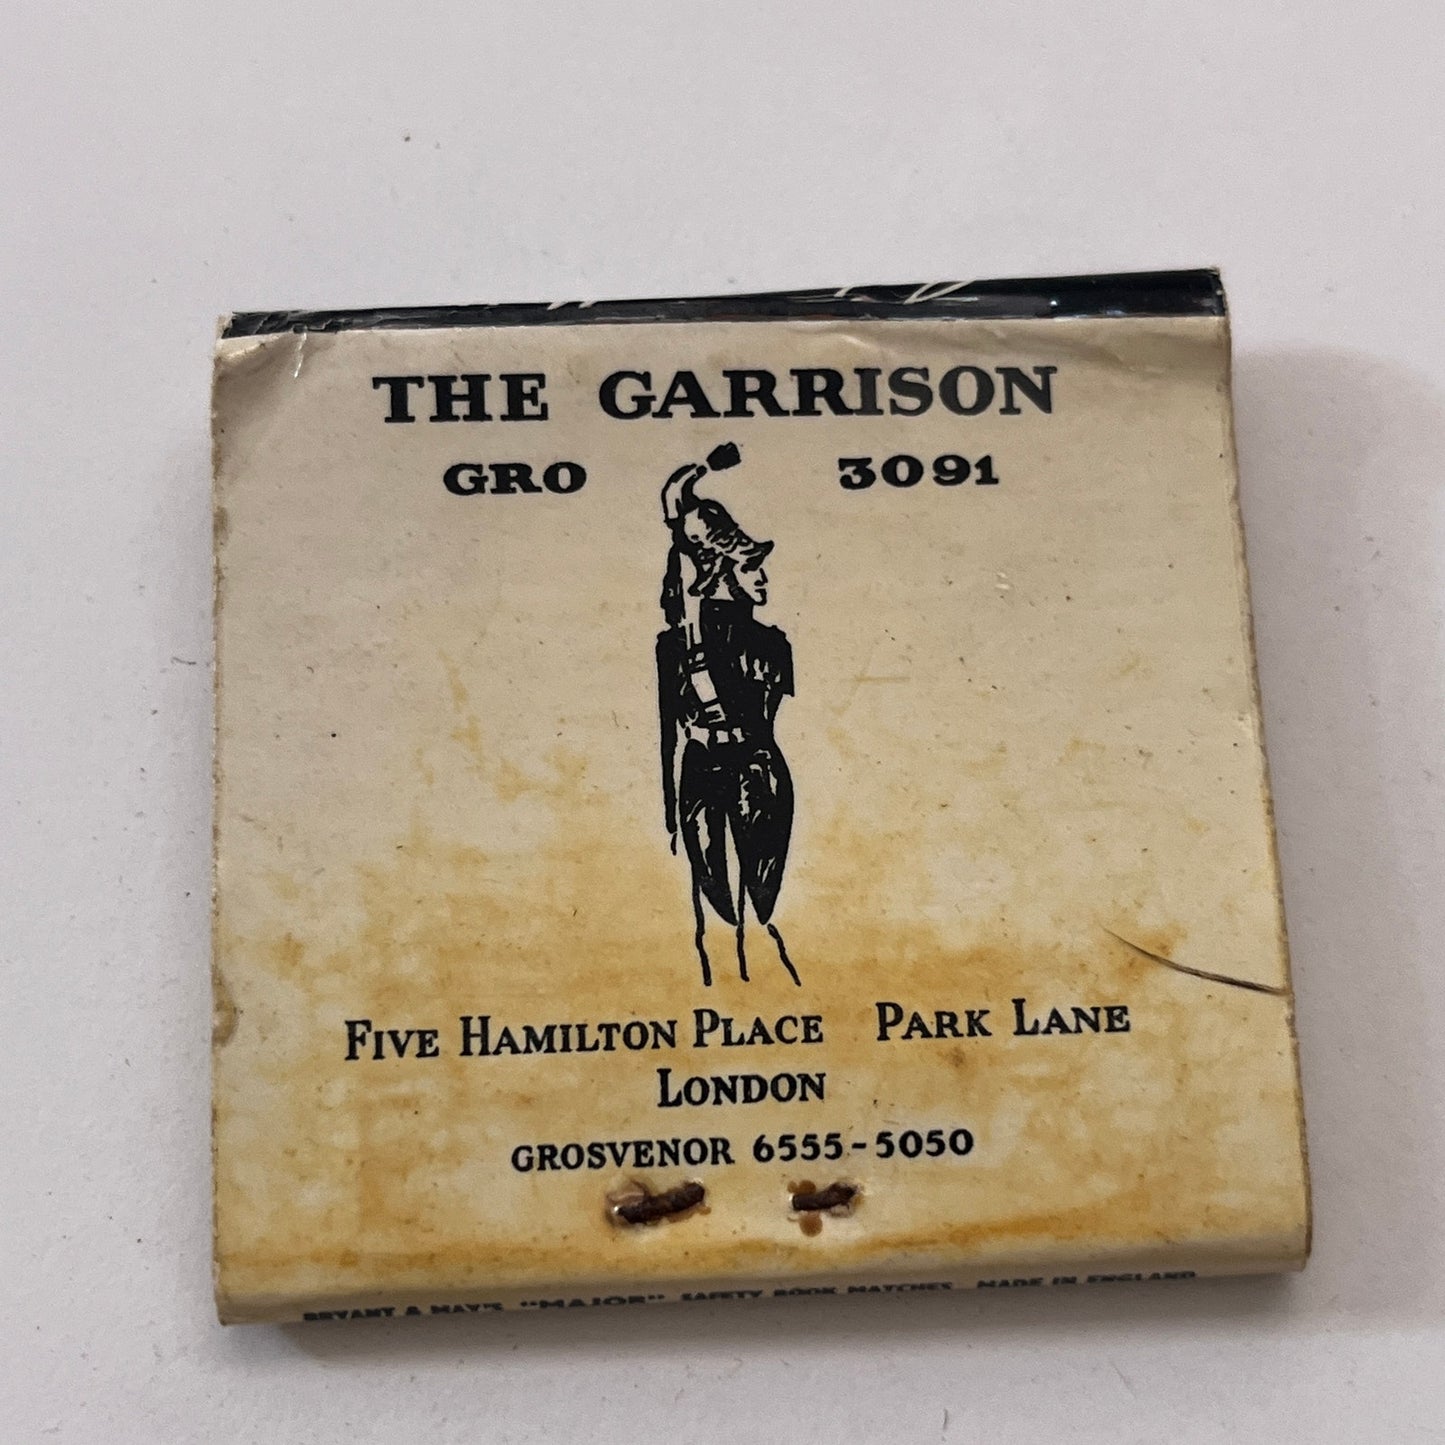 THE GARRISON
GRO 3091
FIVE HAMILTON PLACE PARK LANE
LONDON
GROSVENOR 6555-5050
BRYANT & MAY'S "MAJOR" SAFETY BOOK MATCHES MADE IN ENGLAND